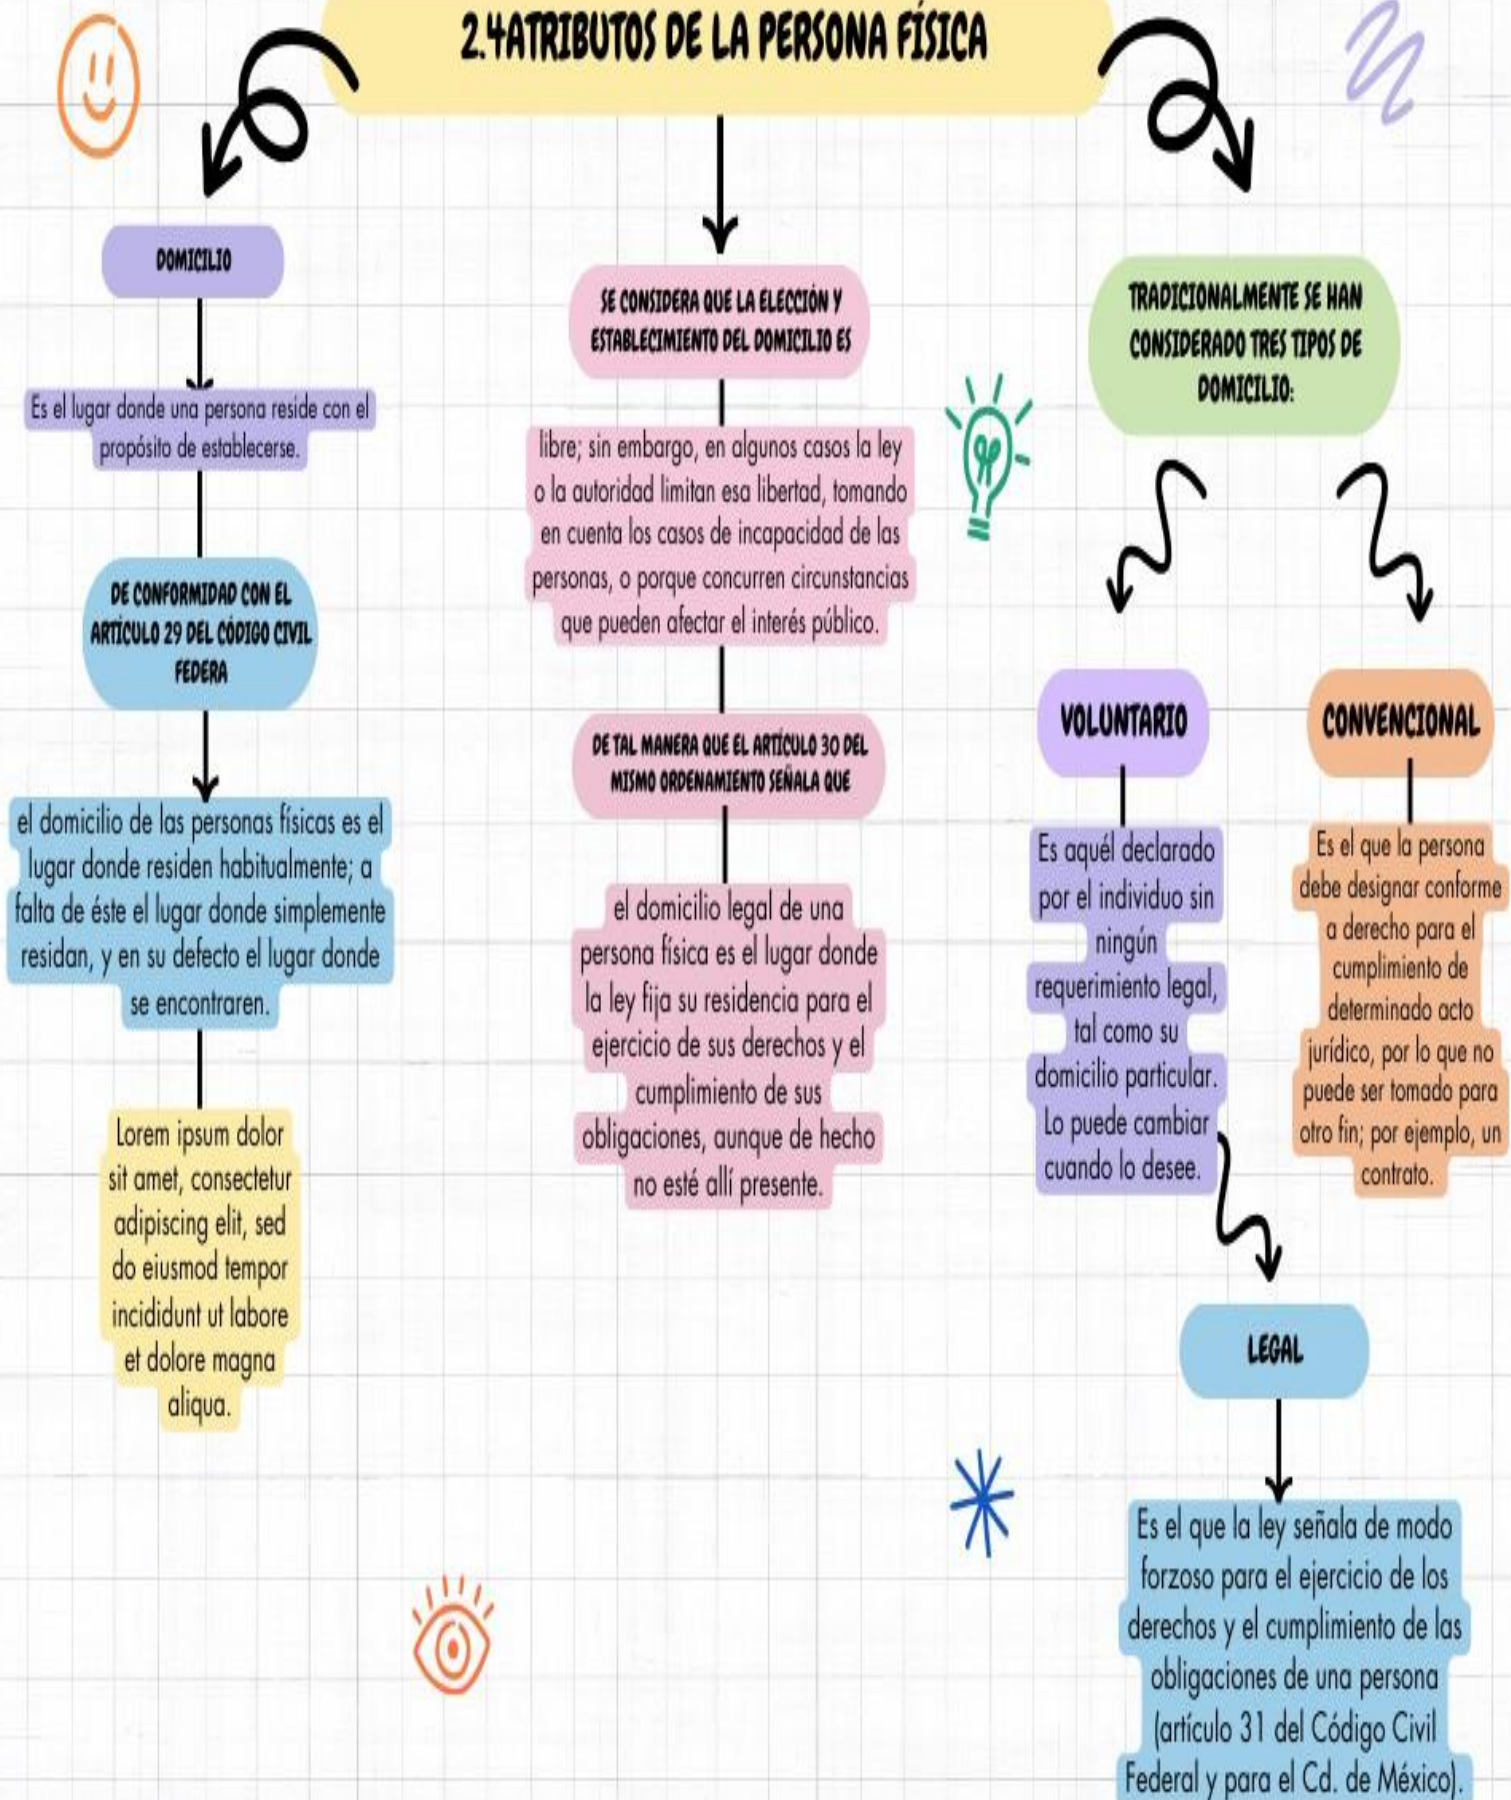 2.4ATRIBUTOS DE LA PERSONA FÍSICA
DOMICILIO
Es el lugar donde una persona reside con el
propósito de establecerse.
DE CONFORMIDAD CON EL
ARTÍCULO 29 DEL CÓDIGO CIVIL
FEDERA
el domicilio de las personas físicas es el
lugar donde residen habitualmente; a
falta de éste el lugar donde simplemente
residan, y en su defecto el lugar donde
se encontraren.
Lorem ipsum dolor
sit amet, consectetur
adipiscing elit, sed
do eiusmod tempor
incididunt ut labore
et dolore magna
aliqua.
SE CONSIDERA QUE LA ELECCIÓN Y
ESTABLECIMIENTO DEL DOMICILIO ES
libre; sin embargo, en algunos casos la ley
o la autoridad limitan esa libertad, tomando
en cuenta los casos de incapacidad de las
personas, o porque concurren circunstancias
que pueden afectar el interés público.
DE TAL MANERA QUE EL ARTÍCULO 30 DEL
MISMO ORDENAMIENTO SEÑALA QUE
el domicilio legal de una
persona física es el lugar donde
la ley fija su residencia para el
ejercicio de sus derechos y el
cumplimiento de sus
obligaciones, aunque de hecho
no esté allí presente.
TRADICIONALMENTE SE HAN
CONSIDERADO TRES TIPOS DE
DOMICILIO:
VOLUNTARIO
Es aquél declarado
por el individuo sin
ningún
requerimiento legal,
tal como su
domicilio particular.
Lo puede cambiar
cuando lo desee.
CONVENCIONAL
Es el que la persona
debe designar conforme
a derecho para el
cumplimiento de
determinado acto
jurídico, por lo que no
puede ser tomado para
otro fin; por ejemplo, un
contrato.
LEGAL
Es el que la ley señala de modo
forzoso para el ejercicio de los
derechos y el cumplimiento de las
obligaciones de una persona
(artículo 31 del Código Civil
Federal y para el Cd. de México).